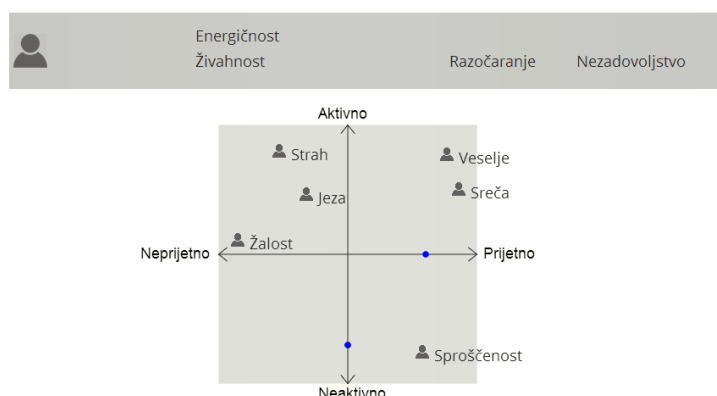 Energičnost
Živahnost Razočaranje Nezadovoljstvo
Aktivno
Strah
Veselje
Sreča
Jeza
Žalost
Neprijetno
Prijetno
Sproščenost
Neaktivno